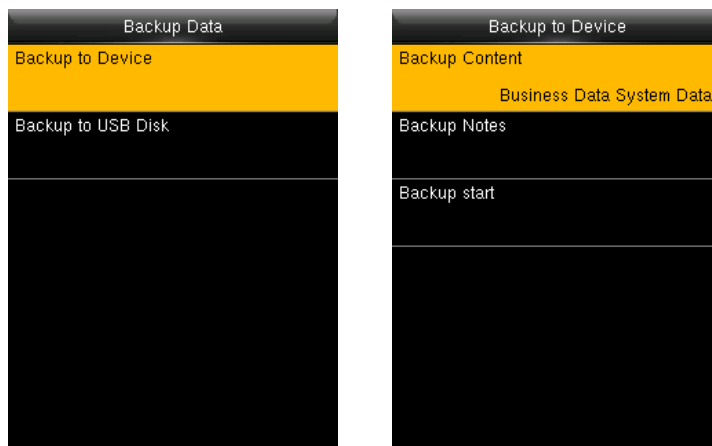 Backup Data
Backup to Device
Backup to USB Disk
Backup to Device
Backup Content
Business Data System Data
Backup Notes
Backup start